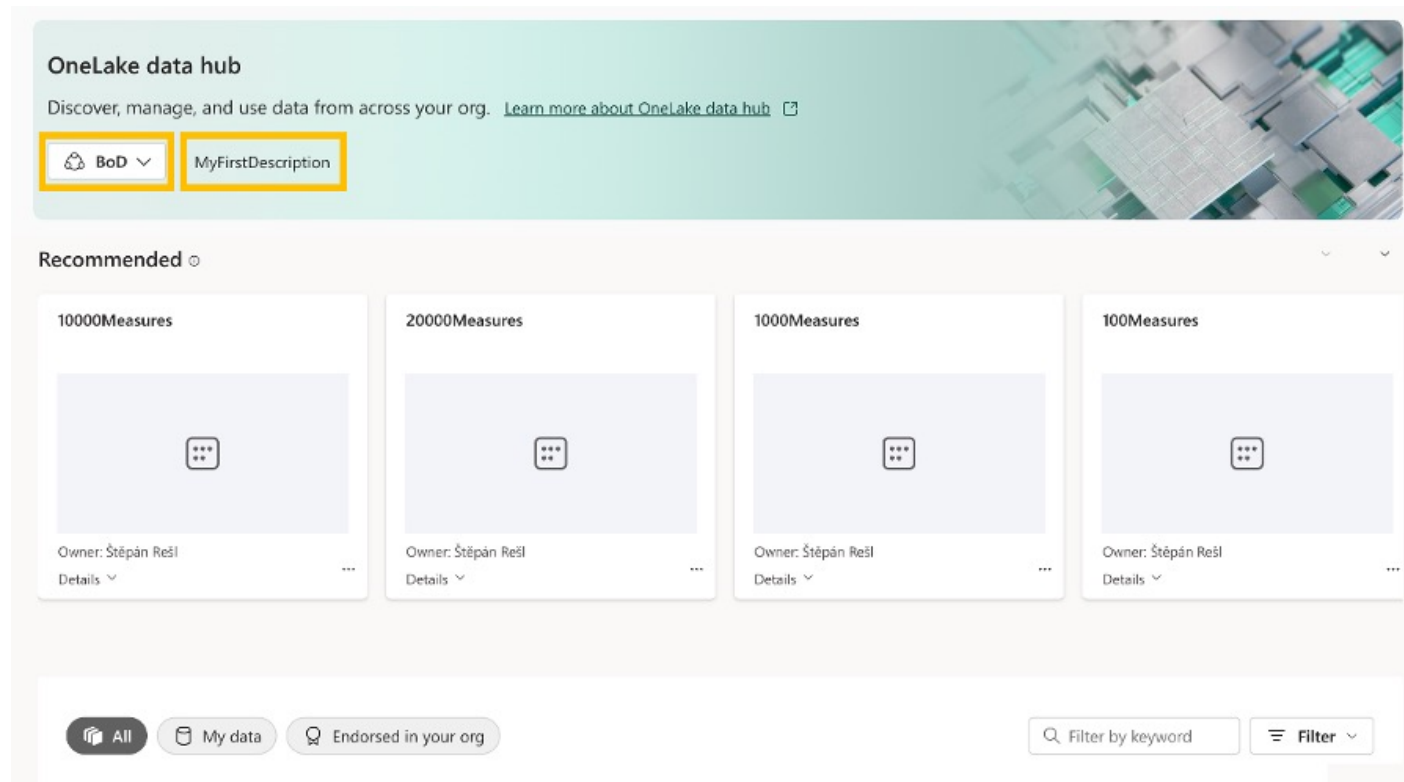 OneLake data hub
Discover, manage, and use data from across your org. Learn more about OneLake data hub
BoD MyFirstDescription
Recommended
10000Measures 20000Measures 1000Measures 100Measures
Owner: Štěpán Rešl Owner: Štěpán Rešl Owner: Štěpán Rešl Owner: Štěpán Rešl
Details Details Details Details
All My data Endorsed in your org Filter by keyword Filter